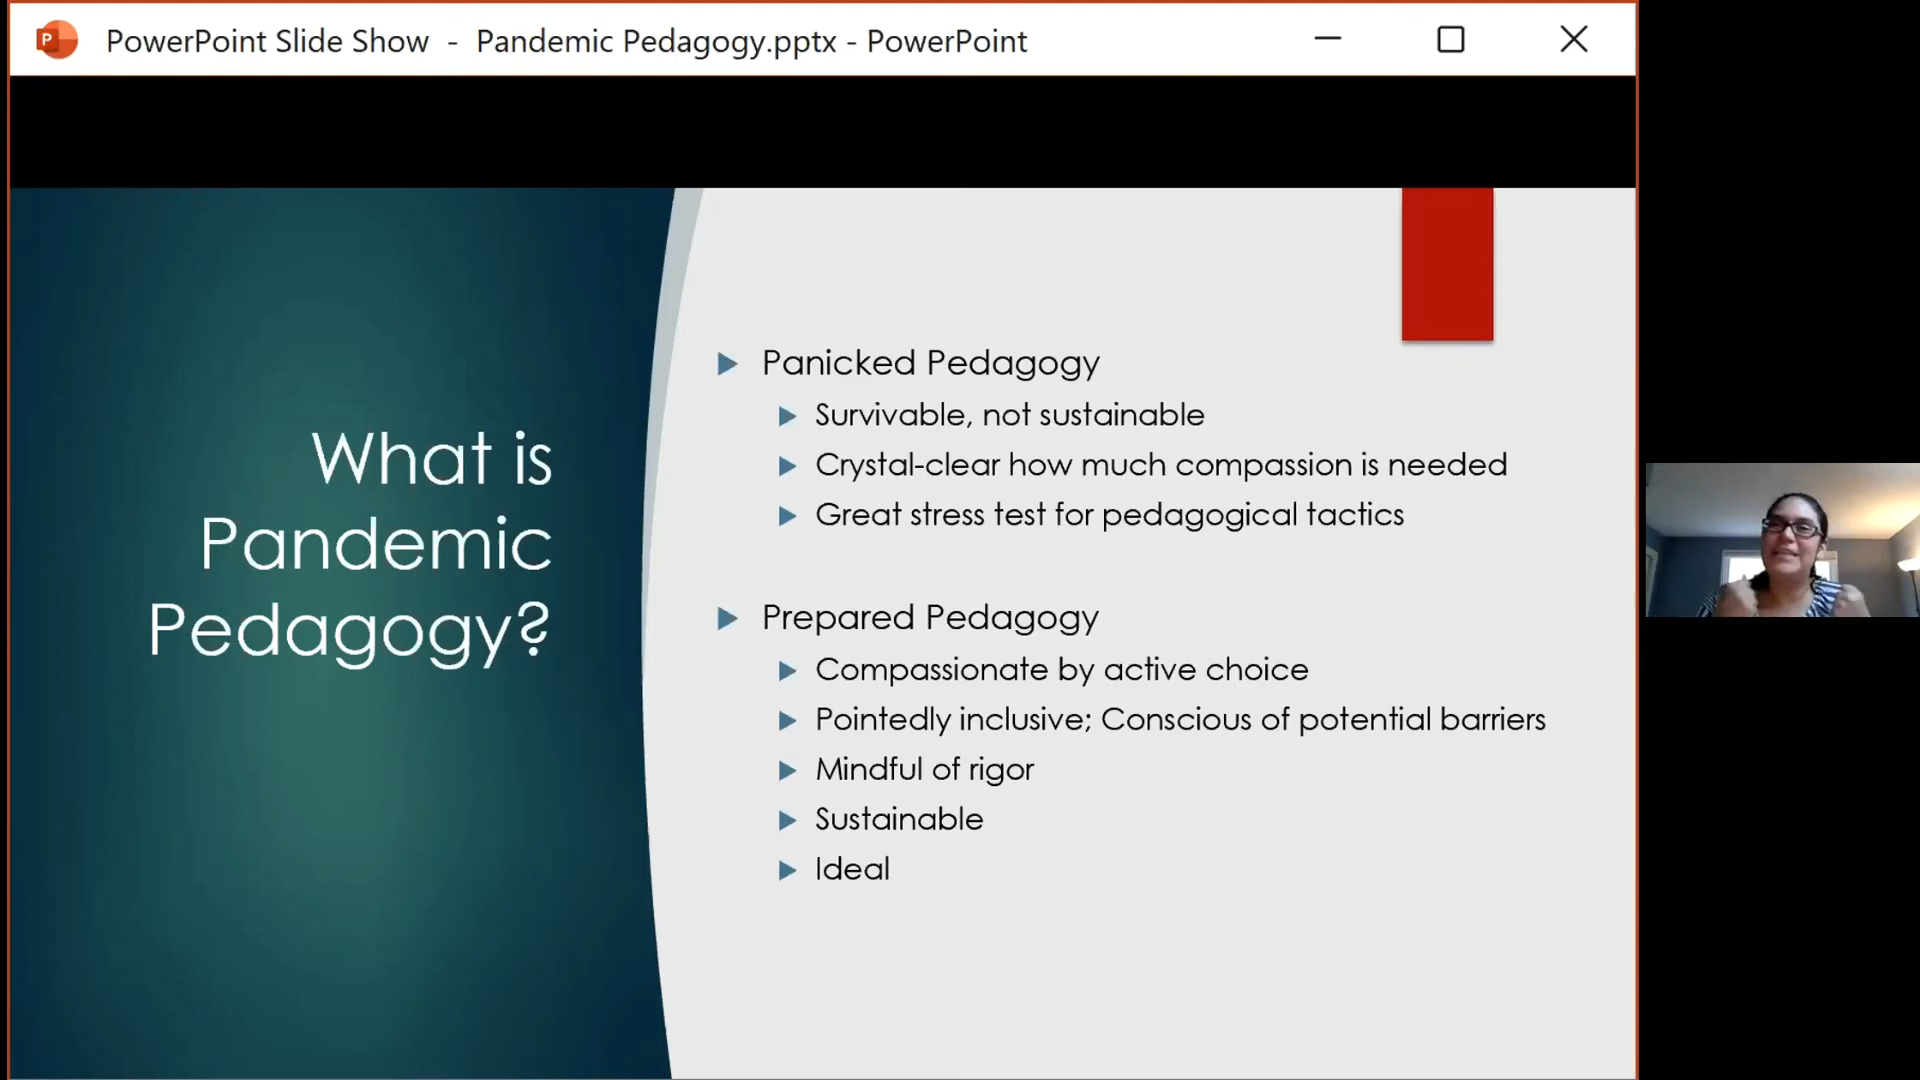 P PowerPoint Slide Show - Pandemic Pedagogy.pptx - PowerPoint
What is
Pandemic
Pedagogy?
Panicked Pedagogy
Survivable, not sustainable
Crystal-clear how much compassion is needed
Great stress test for pedagogical tactics
Prepared Pedagogy
Compassionate by active choice
Pointedly inclusive; Conscious of potential barriers
Mindful of rigor
Sustainable
Ideal